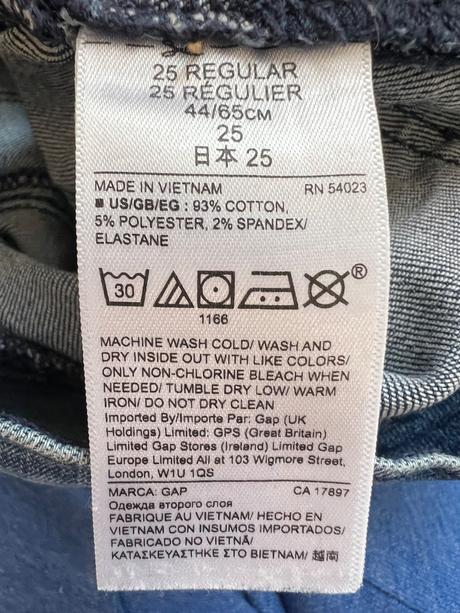 25 REGULAR
25 RÉGULIER
44/65CM
25
日本 25
MADE IN VIETNAM RN 54023
■ US/GB/EG : 93% COTTON,
5% POLYESTER, 2% SPANDEX/
ELASTANE
30
®
1166
MACHINE WASH COLD/ WASH AND
DRY INSIDE OUT WITH LIKE COLORS/
ONLY NON-CHLORINE BLEACH WHEN
NEEDED/ TUMBLE DRY LOW/ WARM
IRON/ DO NOT DRY CLEAN
Imported By/Importe Par: Gap (UK
Holdings) Limited: GPS (Great Britain)
Limited Gap Stores (Ireland) Limited Gap
Europe Limited All at 103 Wigmore Street,
London, W1U 1QS
MARCA: GAP CA 17897
Одежда второго слоя
FABRIQUE AU VIETNAM/ HECHO EN
VIETNAM CON INSUMOS IMPORTADOS/
FABRICADO NO VIETNÃ/
ΚΑΤΑΣΚΕΥΑΣΤΗΚΕ ΣΤΟ ΒΙΕΤΝΑΜ/ 越南